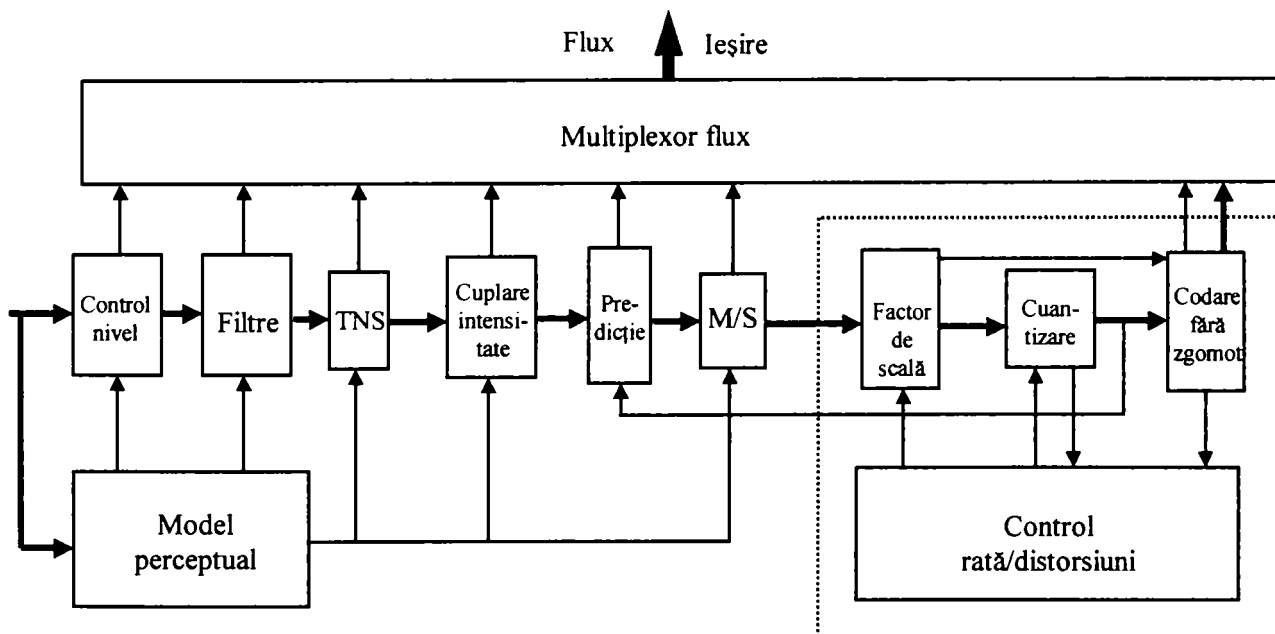 Flux Ieşire
Multiplexor flux
Control
nivel
Filtre
TNS
Cuplare
intensi-
tate
Pre-
dicţie
M/S
Factor
de
scală
Cuan-
tizare
Codare
fără
zgomot
Model
perceptual
Control
rată/distorsiuni